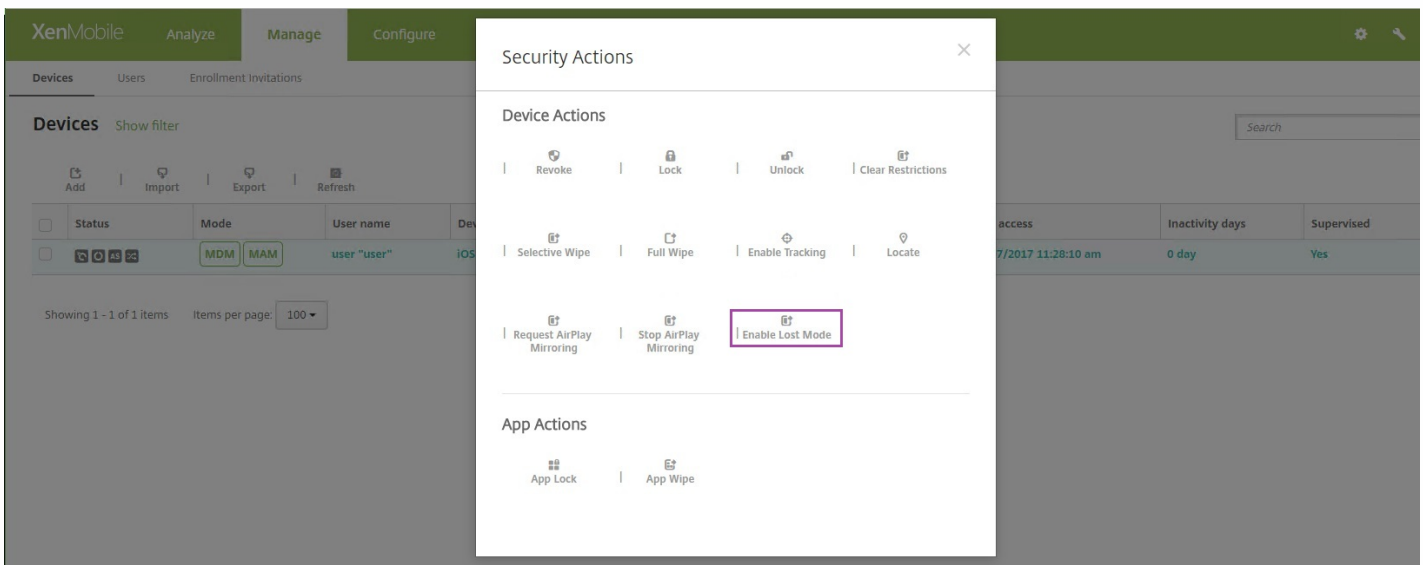 XenMobile Analyze Manage Configure
Devices Users Enrollment Invitations
Devices Show filter
Search
Add Import Export Refresh
Status Mode User name Dev access Inactivity days Supervised
AS MDM MAM user "user" iOS 7/2017 11:28:10 am 0 day Yes
Showing 1 - 1 of 1 items Items per page: 100
Security Actions
Device Actions
Revoke Lock Unlock Clear Restrictions
Selective Wipe Full Wipe Enable Tracking Locate
Request AirPlay Stop AirPlay Enable Lost Mode
Mirroring Mirroring
App Actions
App Lock App Wipe